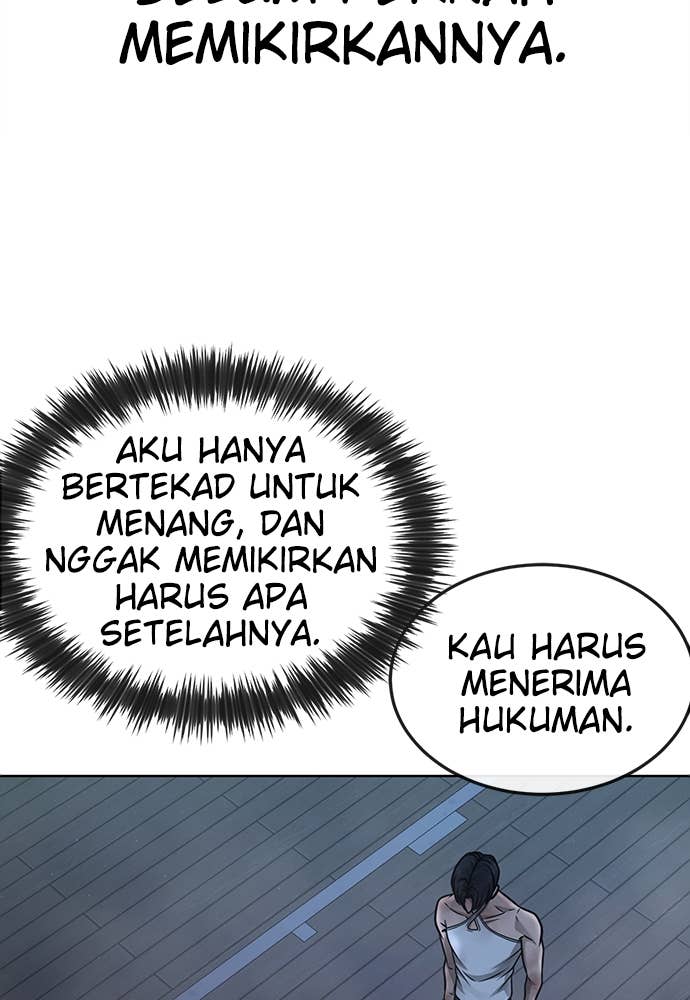 MEMIKIRKANNYA.
AKU HANYA
BERTEKAD UNTUK
MENANG, DAN
NGGAK MEMIKIRKAN
HARUS APA
SETELAHNYA.
KAU HARUS
MENERIMA
HUKUMAN.